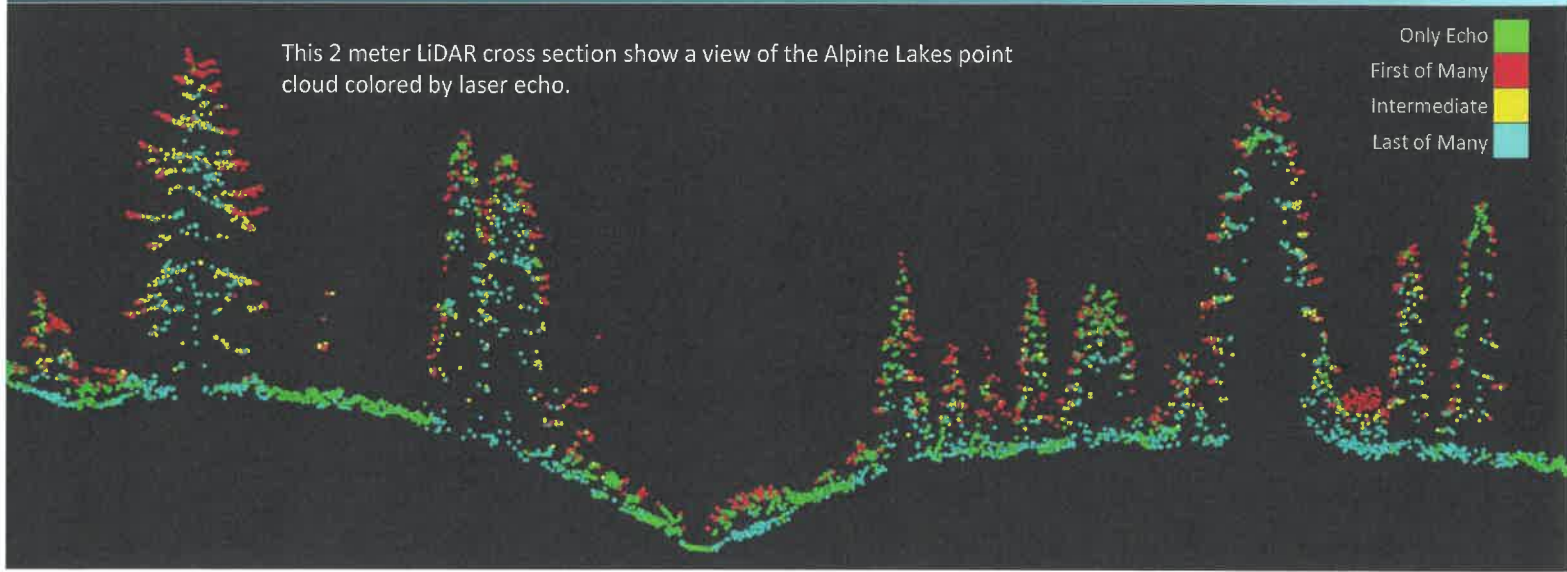 This 2 meter LiDAR cross section show a view of the Alpine Lakes point
cloud colored by laser echo.
Only Echo
First of Many
Intermediate
Last of Many